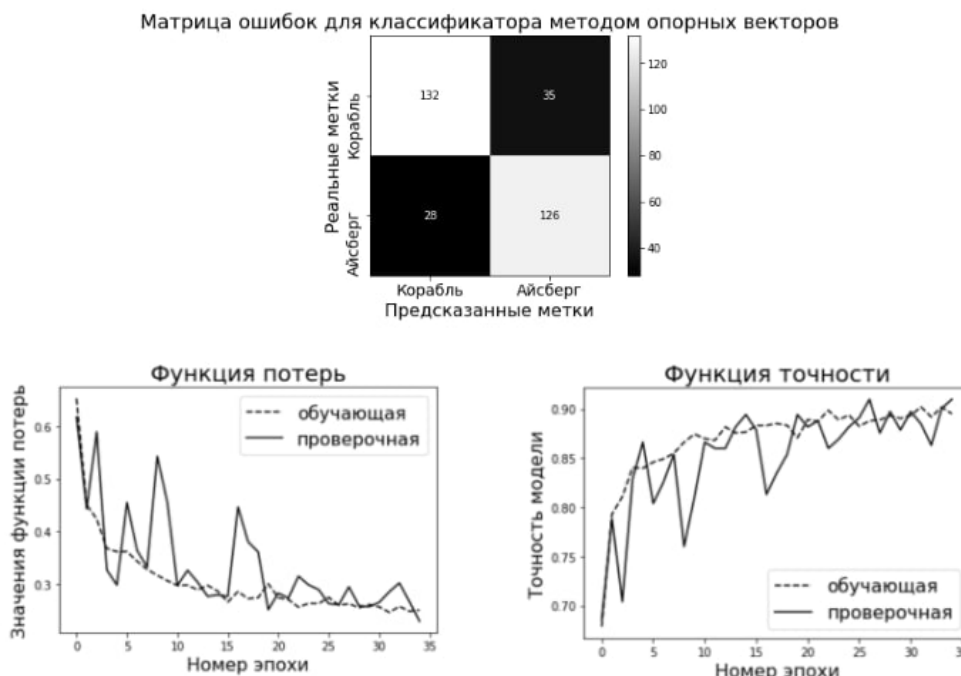 Матрица ошибок для классификатора методом опорных векторов
Реальные метки
Корабль
Айсберг
132
35
28
126
120
100
80
60
40
Корабль
Айсберг
Предсказанные метки
Функция потерь
Значения функции потерь
0.6
0.5
0.4
0.3
обучающая
проверочная
0
5
10
15
20
25
30
35
Номер эпохи
Функция точности
Точность модели
0.90
0.85
0.80
0.75
0.70
обучающая
проверочная
0
5
10
15
20
25
30
Номер эпохи